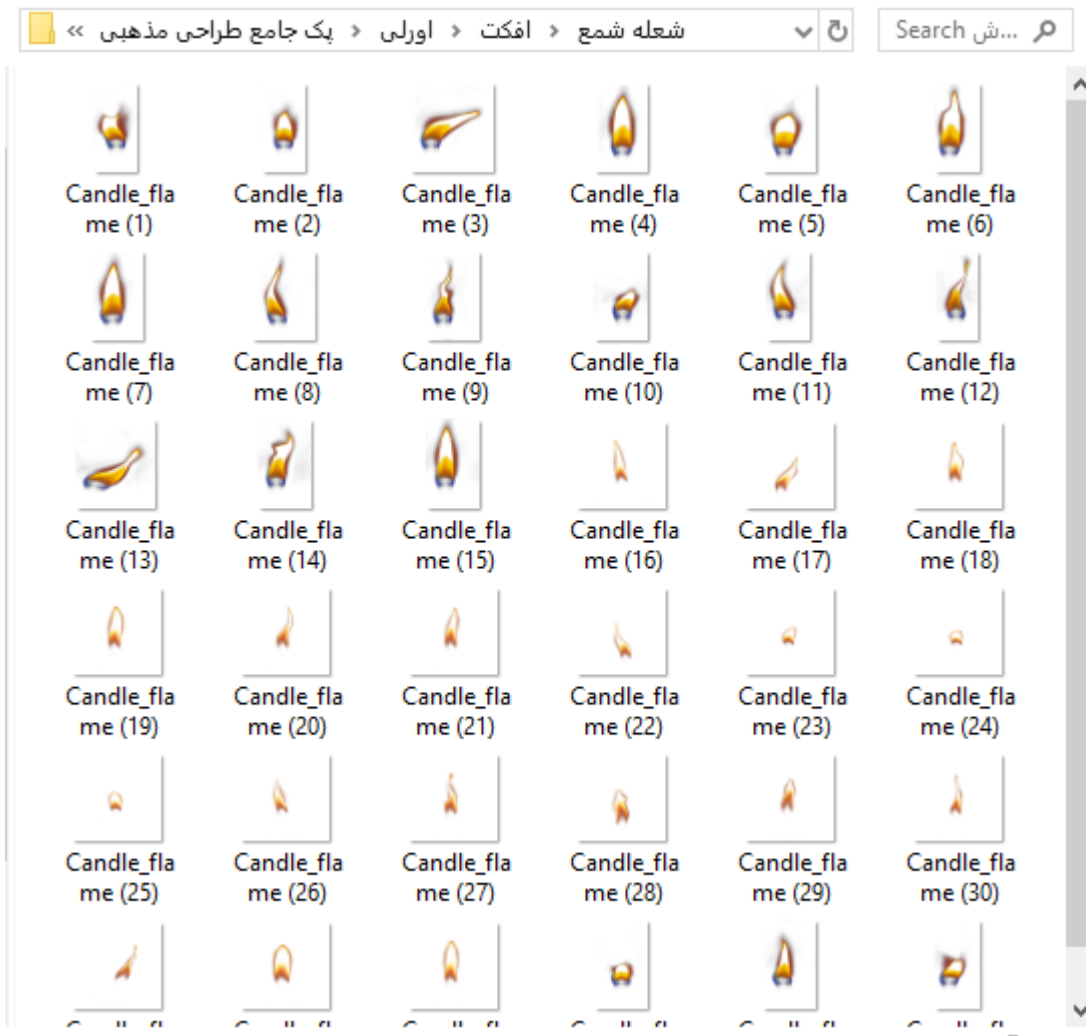 « پک جامع طراحی مذهبی › اورلی › افکت › شعله شمع
Search ش...
Candle_fla
me (1)
Candle_fla
me (2)
Candle_fla
me (3)
Candle_fla
me (4)
Candle_fla
me (5)
Candle_fla
me (6)
Candle_fla
me (7)
Candle_fla
me (8)
Candle_fla
me (9)
Candle_fla
me (10)
Candle_fla
me (11)
Candle_fla
me (12)
Candle_fla
me (13)
Candle_fla
me (14)
Candle_fla
me (15)
Candle_fla
me (16)
Candle_fla
me (17)
Candle_fla
me (18)
Candle_fla
me (19)
Candle_fla
me (20)
Candle_fla
me (21)
Candle_fla
me (22)
Candle_fla
me (23)
Candle_fla
me (24)
Candle_fla
me (25)
Candle_fla
me (26)
Candle_fla
me (27)
Candle_fla
me (28)
Candle_fla
me (29)
Candle_fla
me (30)